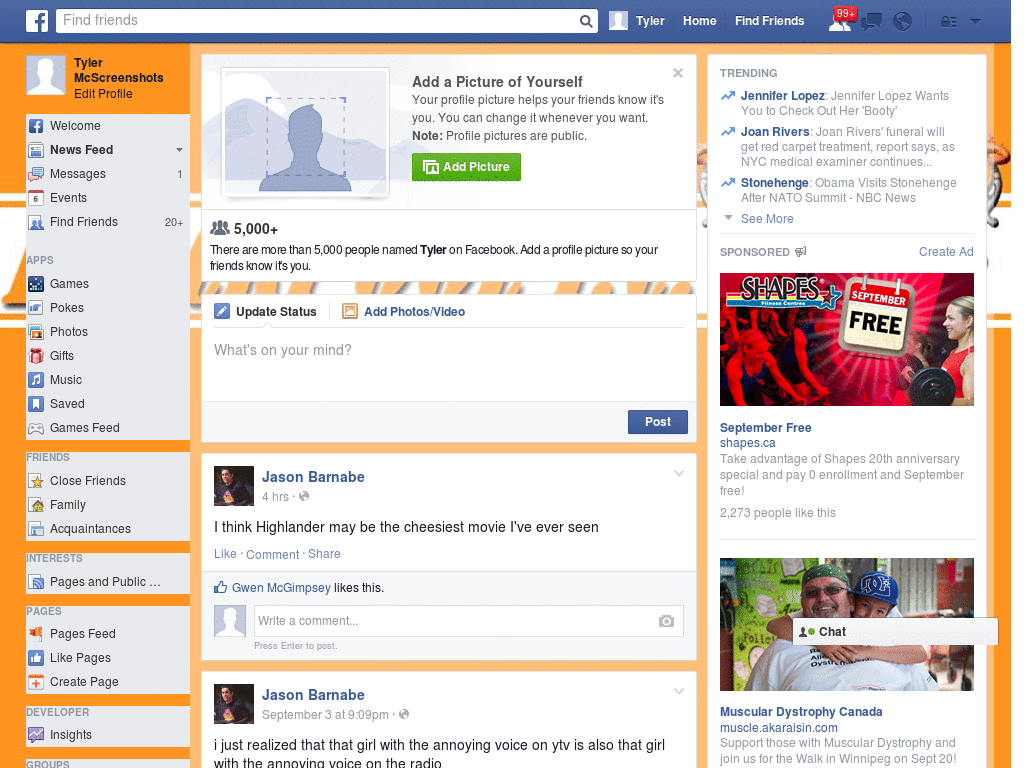 Find friends
Tyler
Home
Find Friends
99+
Tyler
McScreenshots
Edit Profile
Welcome
News Feed
Messages 1
Events
Find Friends 20+
APPS
Games
Pokes
Photos
Gifts
Music
Saved
Games Feed
FRIENDS
Close Friends
Family
Acquaintances
INTERESTS
Pages and Public ...
PAGES
Pages Feed
Like Pages
Create Page
DEVELOPER
Insights
GROUPS
Add a Picture of Yourself
Your profile picture helps your friends know it's
you. You can change it whenever you want.
Note: Profile pictures are public.
Add Picture
5,000+
There are more than 5,000 people named Tyler on Facebook. Add a profile picture so your
friends know it's you.
Update Status
Add Photos/Video
What's on your mind?
Post
Jason Barnabe
4 hrs ·
I think Highlander may be the cheesiest movie I've ever seen
Like · Comment · Share
Gwen McGimpsey likes this.
Write a comment...
Press Enter to post.
Jason Barnabe
September 3 at 9:09pm ·
i just realized that that girl with the annoying voice on ytv is also that girl
with the annoying voice on the radio
TRENDING
Jennifer Lopez: Jennifer Lopez Wants
You to Check Out Her 'Booty'
Joan Rivers: Joan Rivers' funeral will
get red carpet treatment, report says, as
NYC medical examiner continues...
Stonehenge: Obama Visits Stonehenge
After NATO Summit - NBC News
See More
SPONSORED
Create Ad
SHAPES
Fitness Centres
SEPTEMBER
FREE
September Free
shapes.ca
Take advantage of Shapes 20th anniversary
special and pay 0 enrollment and September
free!
2,273 people like this
Chat
Muscular Dystrophy Canada
muscle.akaraisin.com
Support those with Muscular Dystrophy and
join us for the Walk in Winnipeg on Sept 20!